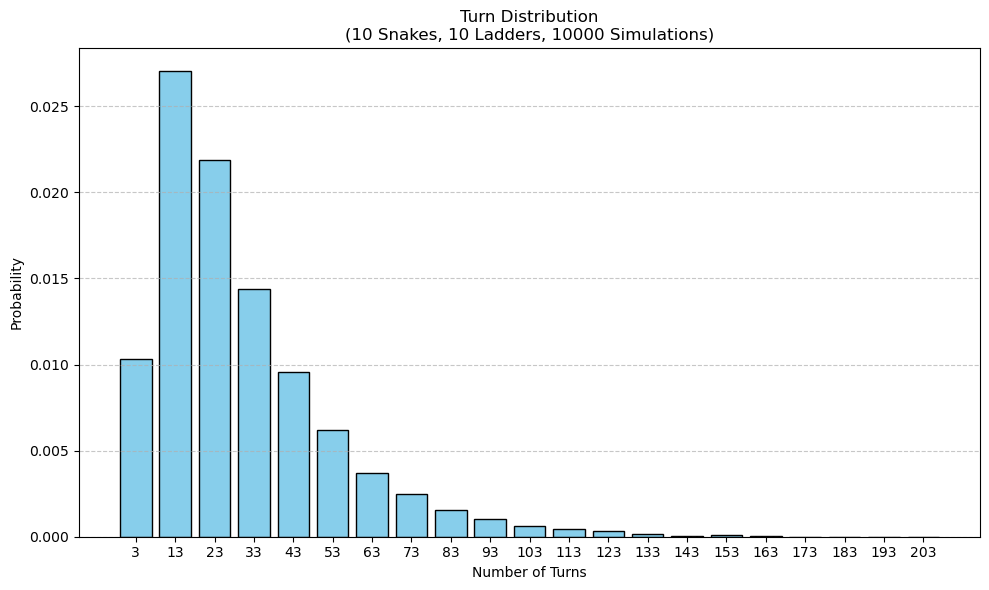 Turn Distribution
(10 Snakes, 10 Ladders, 10000 Simulations)
Probability
0.025
0.020
0.015
0.010
0.005
0.000
3 13 23 33 43 53 63 73 83 93 103 113 123 133 143 153 163 173 183 193 203
Number of Turns